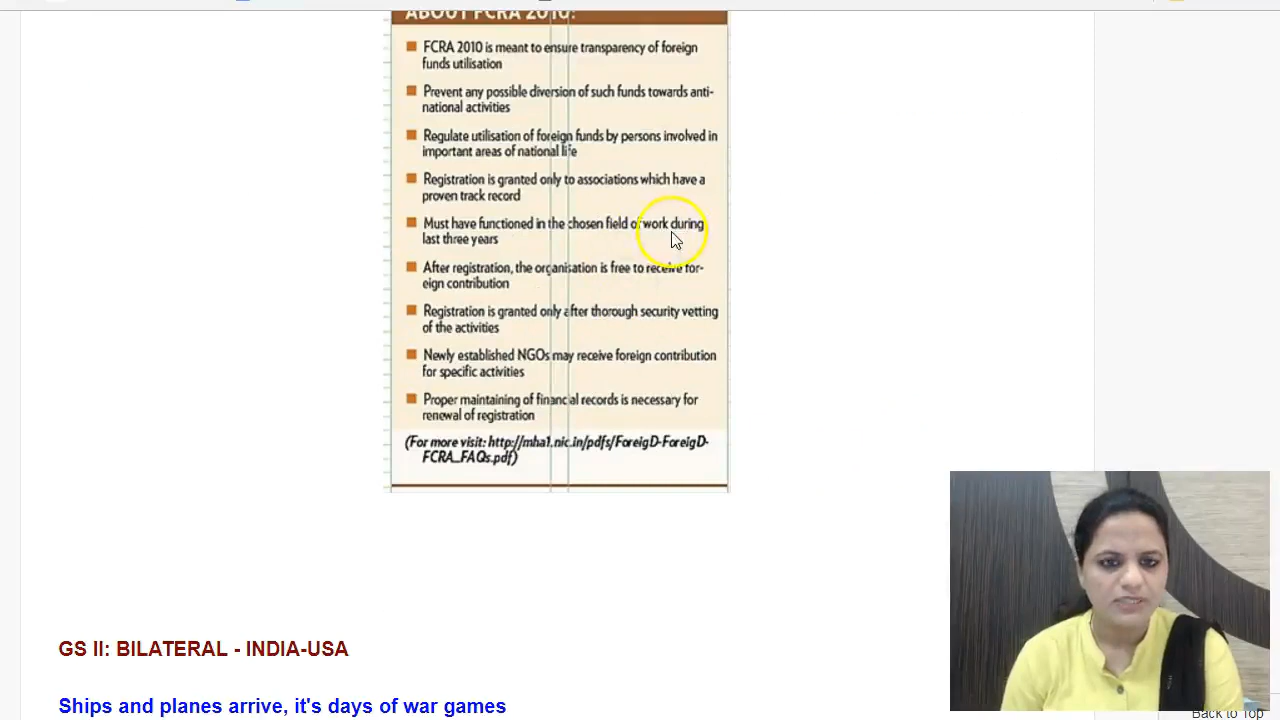 ABOUT FCRA 2010:
FCRA 2010 is meant to ensure transparency of foreign
funds utilisation
Prevent any possible diversion of such funds towards anti-
national activities
Regulate utilisation of foreign funds by persons involved in
important areas of national life
Registration is granted only to associations which have a
proven track record
Must have functioned in the chosen field of work during
last three years
After registration, the organisation is free to receive for-
eign contribution
Registration is granted only after thorough security vetting
of the activities
Newly established NGOs may receive foreign contribution
for specific activities
Proper maintaining of financial records is necessary for
renewal of registration
(For more visit: http://mha1.nic.in/pdfs/ForeigD-ForeigD-
FCRA_FAQs.pdf)
GS II: BILATERAL - INDIA-USA
Ships and planes arrive, it's days of war games
Back to Top